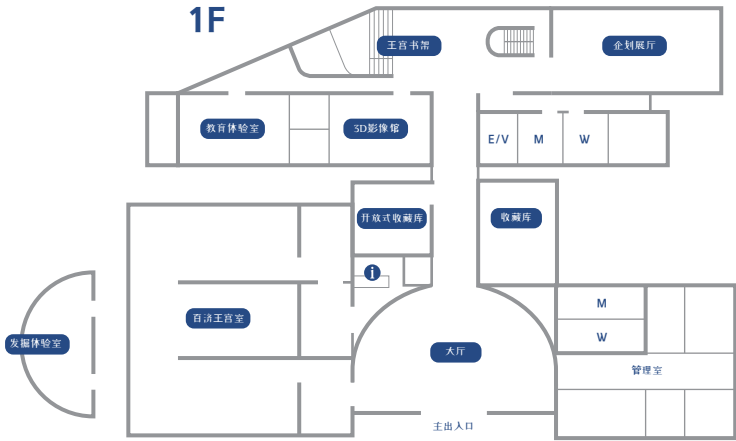 1F
王宫书架
企划展厅
教育体验室
3D影像馆
E/V
M
W
开放式收藏库
收藏库
i
百济王宫室
发掘体验室
大厅
M
W
管理室
主出入口